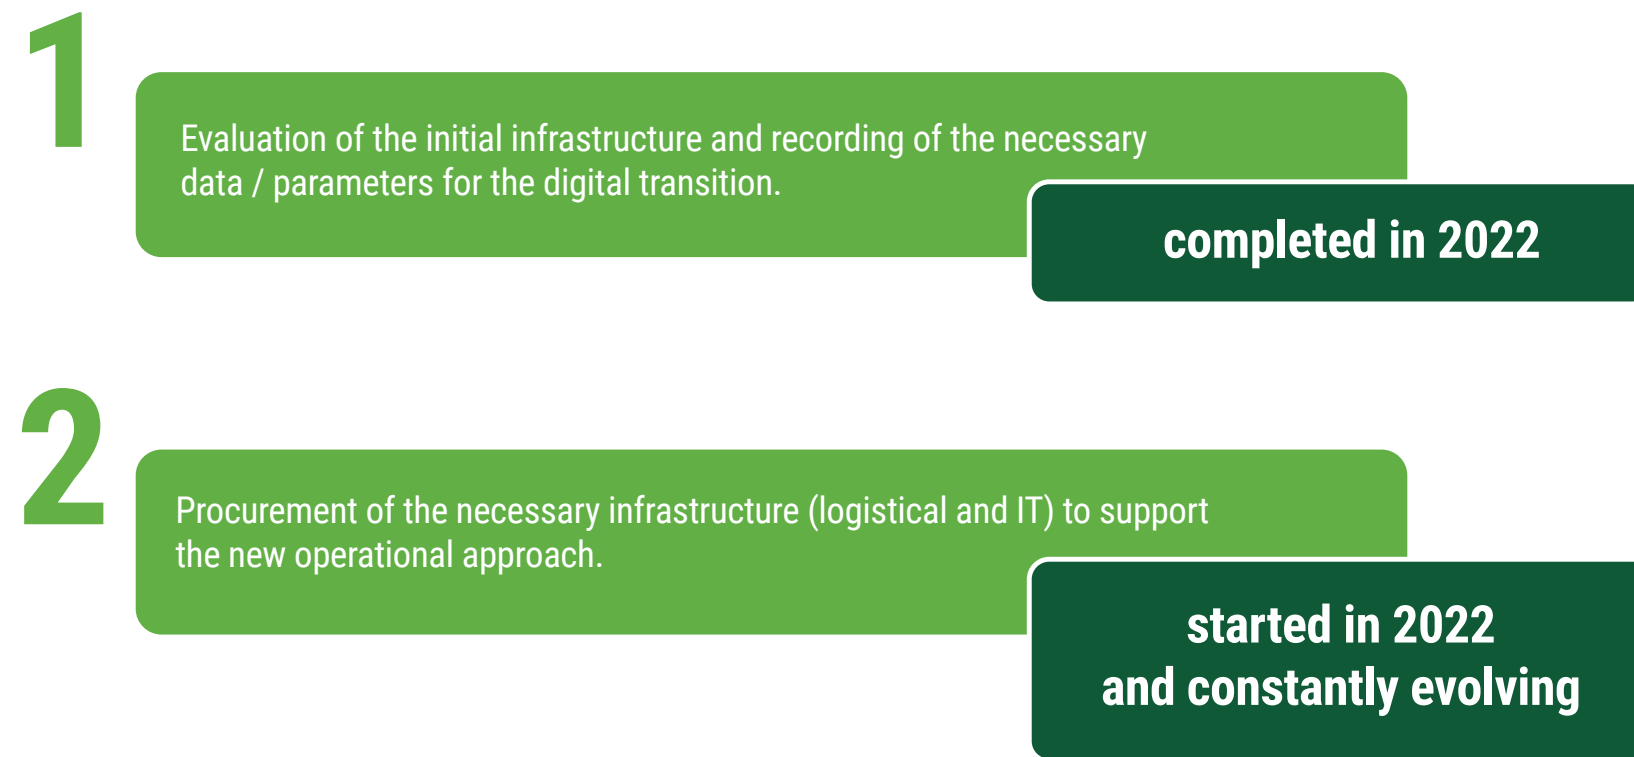 1
Evaluation of the initial infrastructure and recording of the necessary
data / parameters for the digital transition.
completed in 2022
2
Procurement of the necessary infrastructure (logistical and IT) to support
the new operational approach.
started in 2022
and constantly evolving